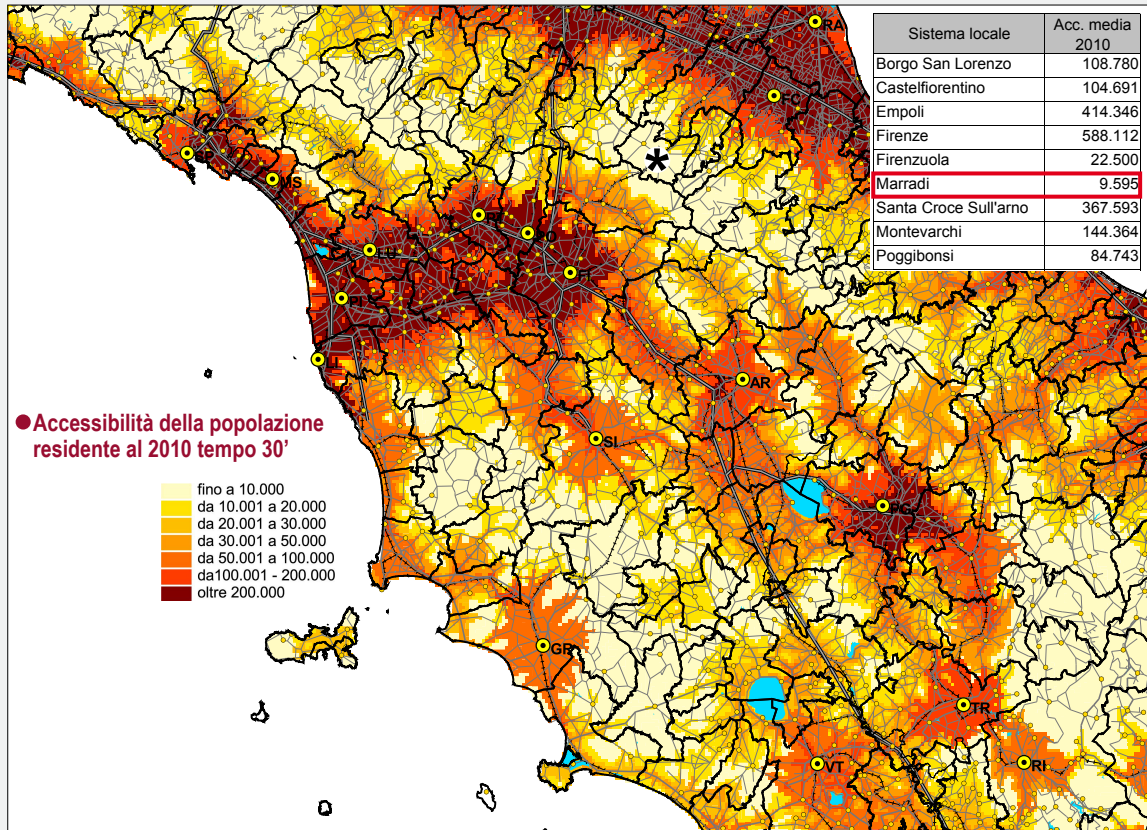 Sistema locale Acc. media 2010
Borgo San Lorenzo 108.780
Castelfiorentino 104.691
Empoli 414.346
Firenze 588.112
Firenzuola 22.500
Marradi 9.595
Santa Croce Sull'arno 367.593
Montevarchi 144.364
Poggibonsi 84.743
RA
FC
*
MS
LU
PI
FI
AR
SI
●Accessibilità della popolazione
residente al 2010 tempo 30'
fino a 10.000
da 10.001 a 20.000
da 20.001 a 30.000
da 30.001 a 50.000
da 50.001 a 100.000
da100.001 - 200.000
oltre 200.000
PG
GR
TR
VT
RI